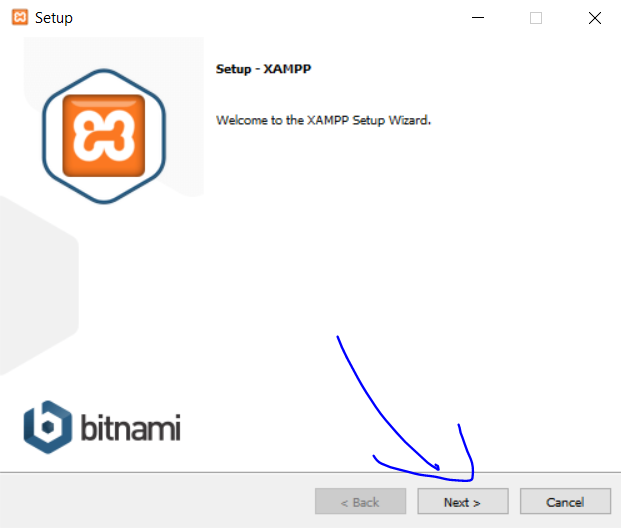 Setup
Setup - XAMPP
Welcome to the XAMPP Setup Wizard.
bitnami
< Back
Next >
Cancel